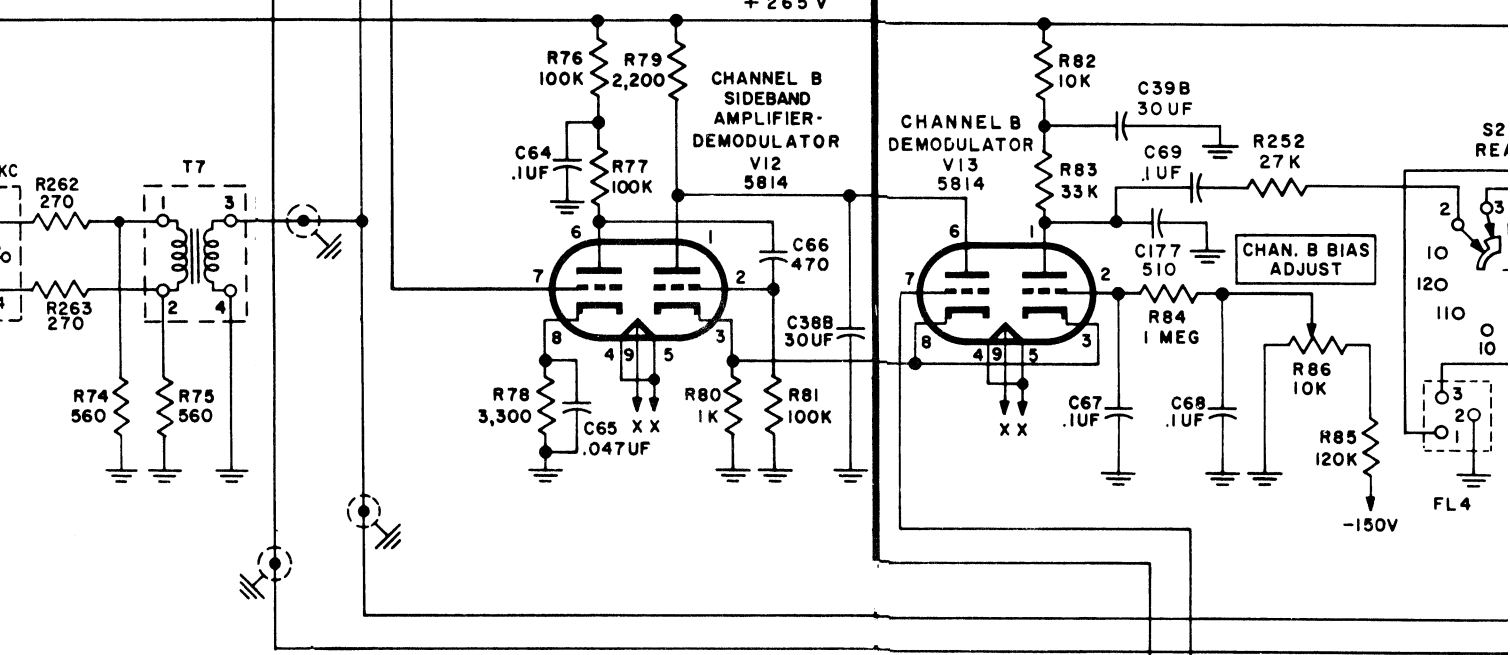 +265V
R76
100K
R79
2,200
CHANNEL B
SIDEBAND
AMPLIFIER-
DEMODULATOR
V12
5814
C64
.1UF
R77
100K
6
1
7
2
8
3
4
9
5
C66
470
C38B
30UF
R78
3,300
C65
.047UF
X X
R80
1K
R81
100K
KC
R262
270
T7
1
3
2
4
R263
270
4
R74
560
R75
560
R82
10K
C39B
30UF
CHANNEL B
DEMODULATOR
V13
5814
R83
33K
C69
.1UF
R252
27K
6
1
7
2
8
3
4
9
5
C177
510
CHAN. B BIAS
ADJUST
R84
1 MEG
R86
10K
C67
.1UF
C68
.1UF
X X
R85
120K
-150V
S2
REA
2
3
10
120
110
10
3
2
1
FL4